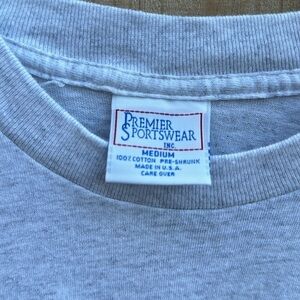 PREMIER
SPORTSWEAR
INC.
MEDIUM
100% COTTON PRE-SHRUNK
MADE IN U.S.A.
CARE OVER